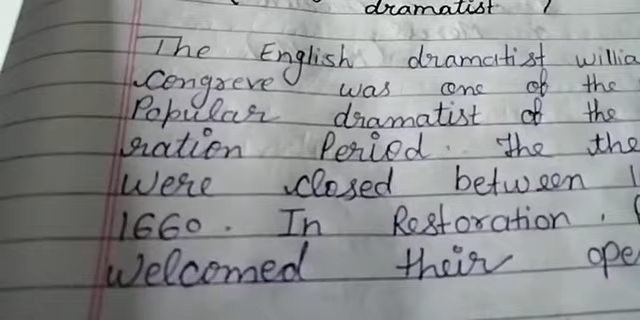 dramatist
The English dramatist willia
congreve was one of the
Popular dramatist of the
ration Period. The the
were closed between 1
1660. In Restoration,
welcomed their ope